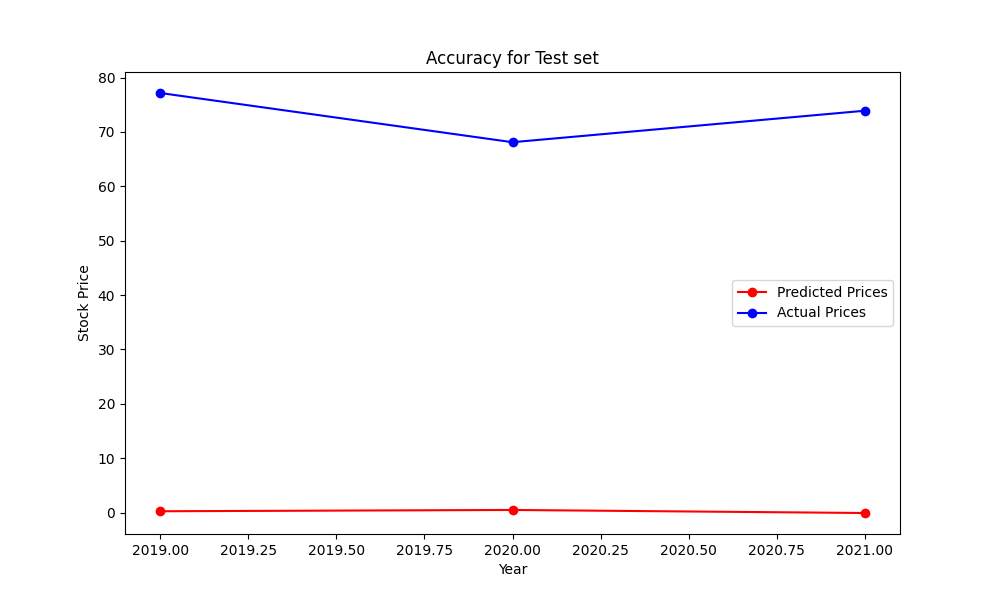 Accuracy for Test set
80
70
60
50
40
30
20
10
0
Stock Price
Predicted Prices
Actual Prices
2019.00 2019.25 2019.50 2019.75 2020.00 2020.25 2020.50 2020.75 2021.00
Year